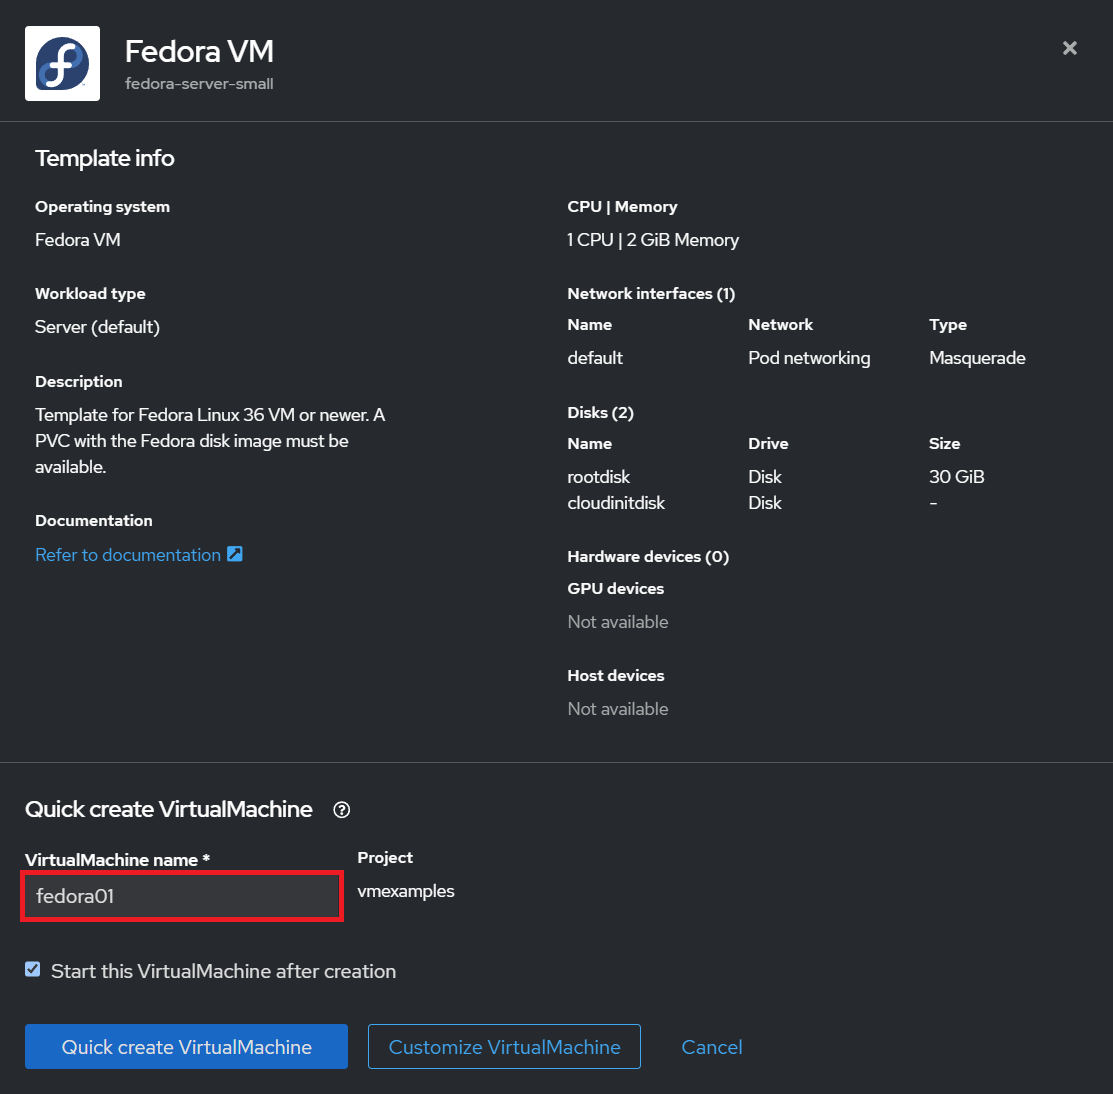 Fedora VM
fedora-server-small
Template info
Operating system
Fedora VM
Workload type
Server (default)
Description
Template for Fedora Linux 36 VM or newer. A
PVC with the Fedora disk image must be
available.
Documentation
Refer to documentation
CPU | Memory
1 CPU | 2 GiB Memory
Network interfaces (1)
Name Network Type
default Pod networking Masquerade
Disks (2)
Name Drive Size
rootdisk Disk 30 GiB
cloudinitdisk Disk -
Hardware devices (0)
GPU devices
Not available
Host devices
Not available
Quick create VirtualMachine
VirtualMachine name *
fedora01
Project
vmexamples
Start this VirtualMachine after creation
Quick create VirtualMachine Customize VirtualMachine Cancel